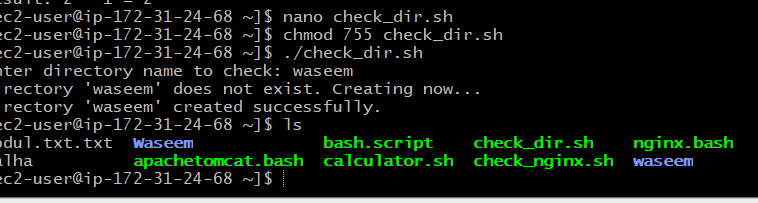 ec2-user@ip-172-31-24-68 ~]$ nano check_dir.sh
ec2-user@ip-172-31-24-68 ~]$ chmod 755 check_dir.sh
ec2-user@ip-172-31-24-68 ~]$ ./check_dir.sh
nter directory name to check: waseem
irectory 'waseem' does not exist. Creating now...
irectory 'waseem' created successfully.
ec2-user@ip-172-31-24-68 ~]$ ls
odul.txt.txt Waseem bash.script check_dir.sh nginx.bash
alha apachetomcat.bash calculator.sh check_nginx.sh waseem
ec2-user@ip-172-31-24-68 ~]$